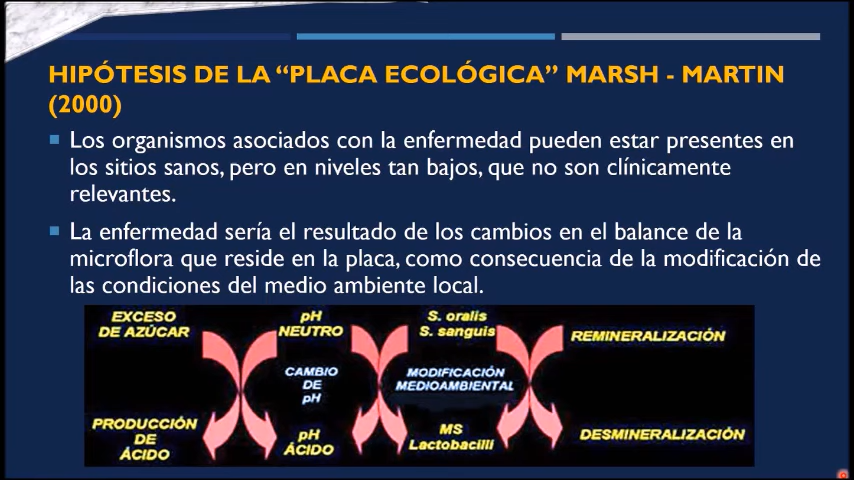 HIPÓTESIS DE LA “PLACA ECOLÓGICA” MARSH - MARTIN
(2000)
Los organismos asociados con la enfermedad pueden estar presentes en
los sitios sanos, pero en niveles tan bajos, que no son clínicamente
relevantes.
La enfermedad sería el resultado de los cambios en el balance de la
microflora que reside en la placa, como consecuencia de la modificación de
las condiciones del medio ambiente local.
EXCESO
DE AZÚCAR
pH
NEUTRO
S. oralis
S. sanguis
REMINERALIZACIÓN
CAMBIO
DE
pH
MODIFICACIÓN
MEDIOAMBIENTAL
PRODUCCIÓN
DE
ÁCIDO
pH
ÁCIDO
MS
Lactobacilli
DESMINERALIZACIÓN